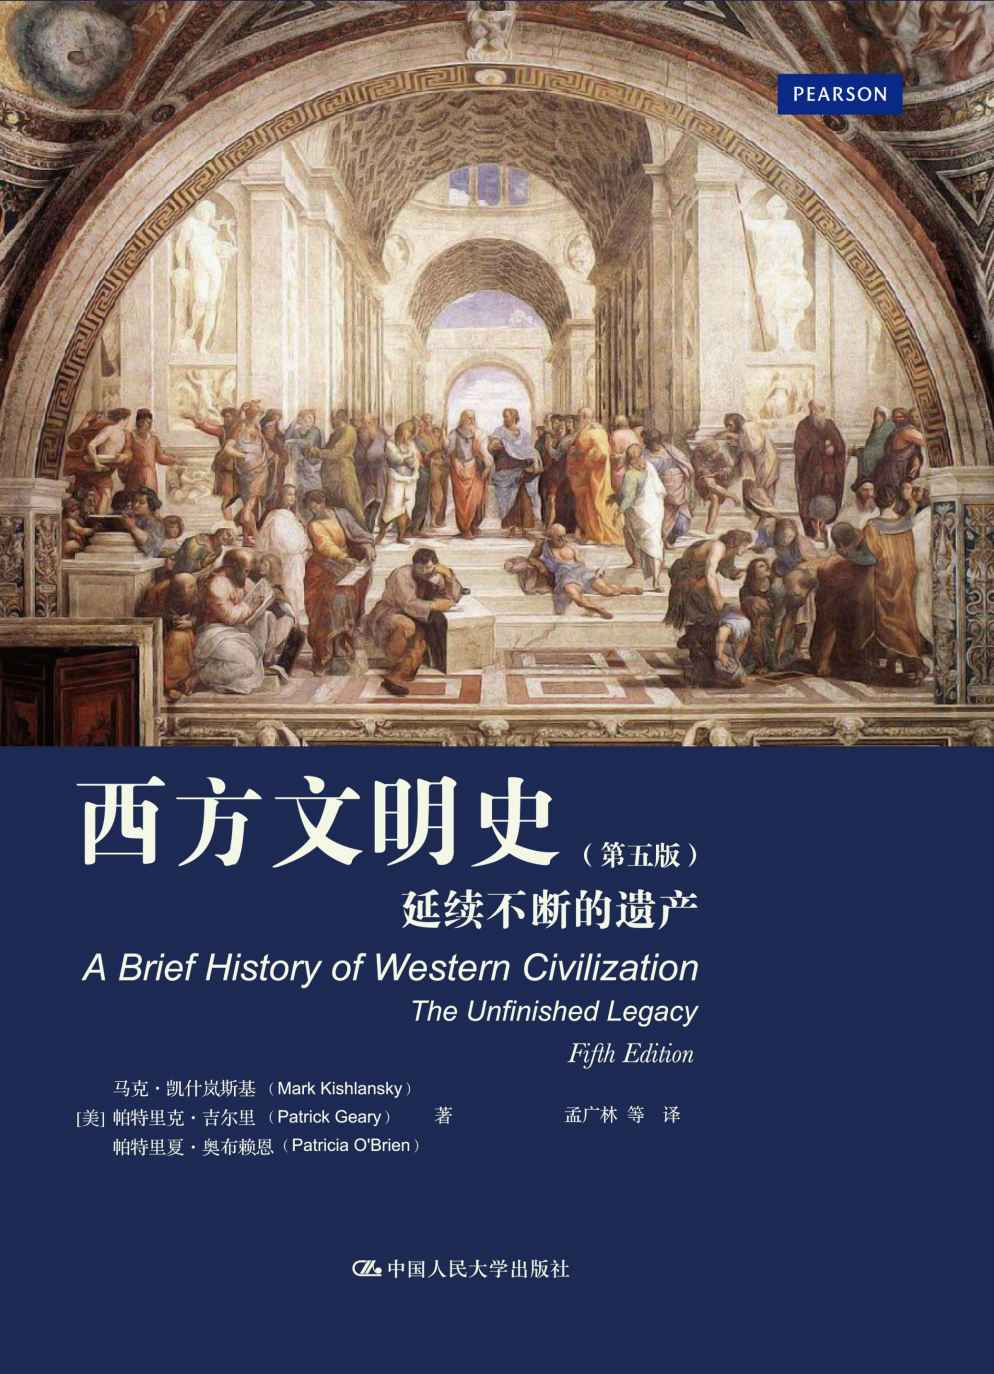 PEARSON
西方文明史（第五版）
延续不断的遗产
A Brief History of Western Civilization
The Unfinished Legacy
Fifth Edition
马克·凯什岚斯基（Mark Kishlansky）
[美] 帕特里克·吉尔里（Patrick Geary） 著 孟广林 等 译
帕特里夏·奥布赖恩（Patricia O'Brien）
中国人民大学出版社